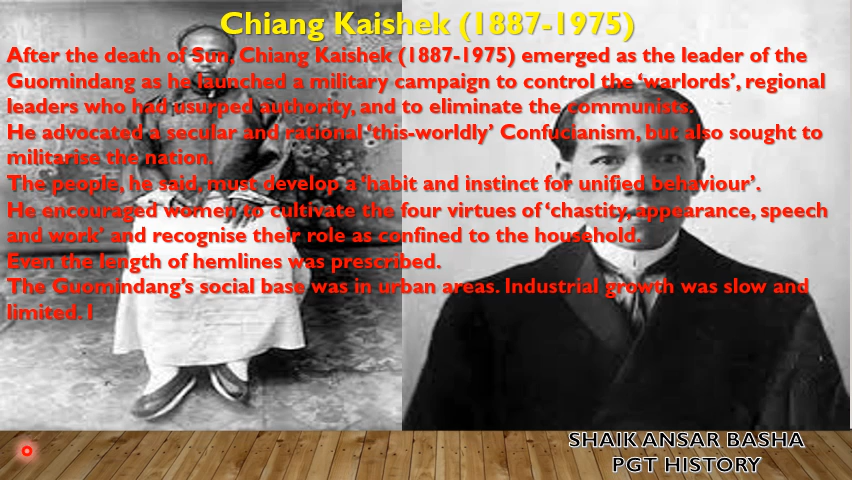 Chiang Kaishek (1887-1975)
After the death of Sun, Chiang Kaishek (1887-1975) emerged as the leader of the
Guomindang as he launched a military campaign to control the ‘warlords’, regional
leaders who had usurped authority, and to eliminate the communists.
He advocated a secular and rational ‘this-worldly’ Confucianism, but also sought to
militarise the nation.
The people, he said, must develop a ‘habit and instinct for unified behaviour’.
He encouraged women to cultivate the four virtues of ‘chastity, appearance, speech
and work’ and recognise their role as confined to the household.
Even the length of hemlines was prescribed.
The Guomindang’s social base was in urban areas. Industrial growth was slow and
limited. I
SHAIK ANSAR BASHA
PGT HISTORY